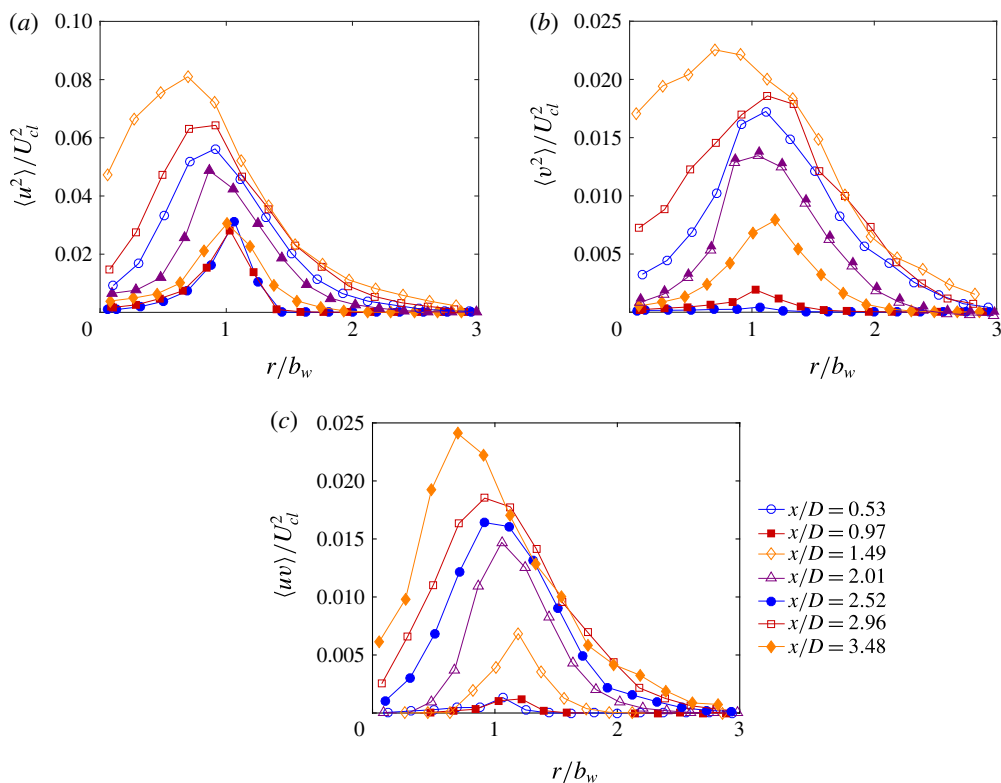 (a)
0.10
0.08
0.06
0.04
0.02
⟨u²⟩/U²cl
0 1 2 3
r/bw
(b)
0.025
0.020
0.015
0.010
0.005
⟨v²⟩/U²cl
0 1 2 3
r/bw
(c)
0.025
0.020
0.015
0.010
0.005
⟨uv⟩/U²cl
0 1 2 3
r/bw
x/D = 0.53
x/D = 0.97
x/D = 1.49
x/D = 2.01
x/D = 2.52
x/D = 2.96
x/D = 3.48